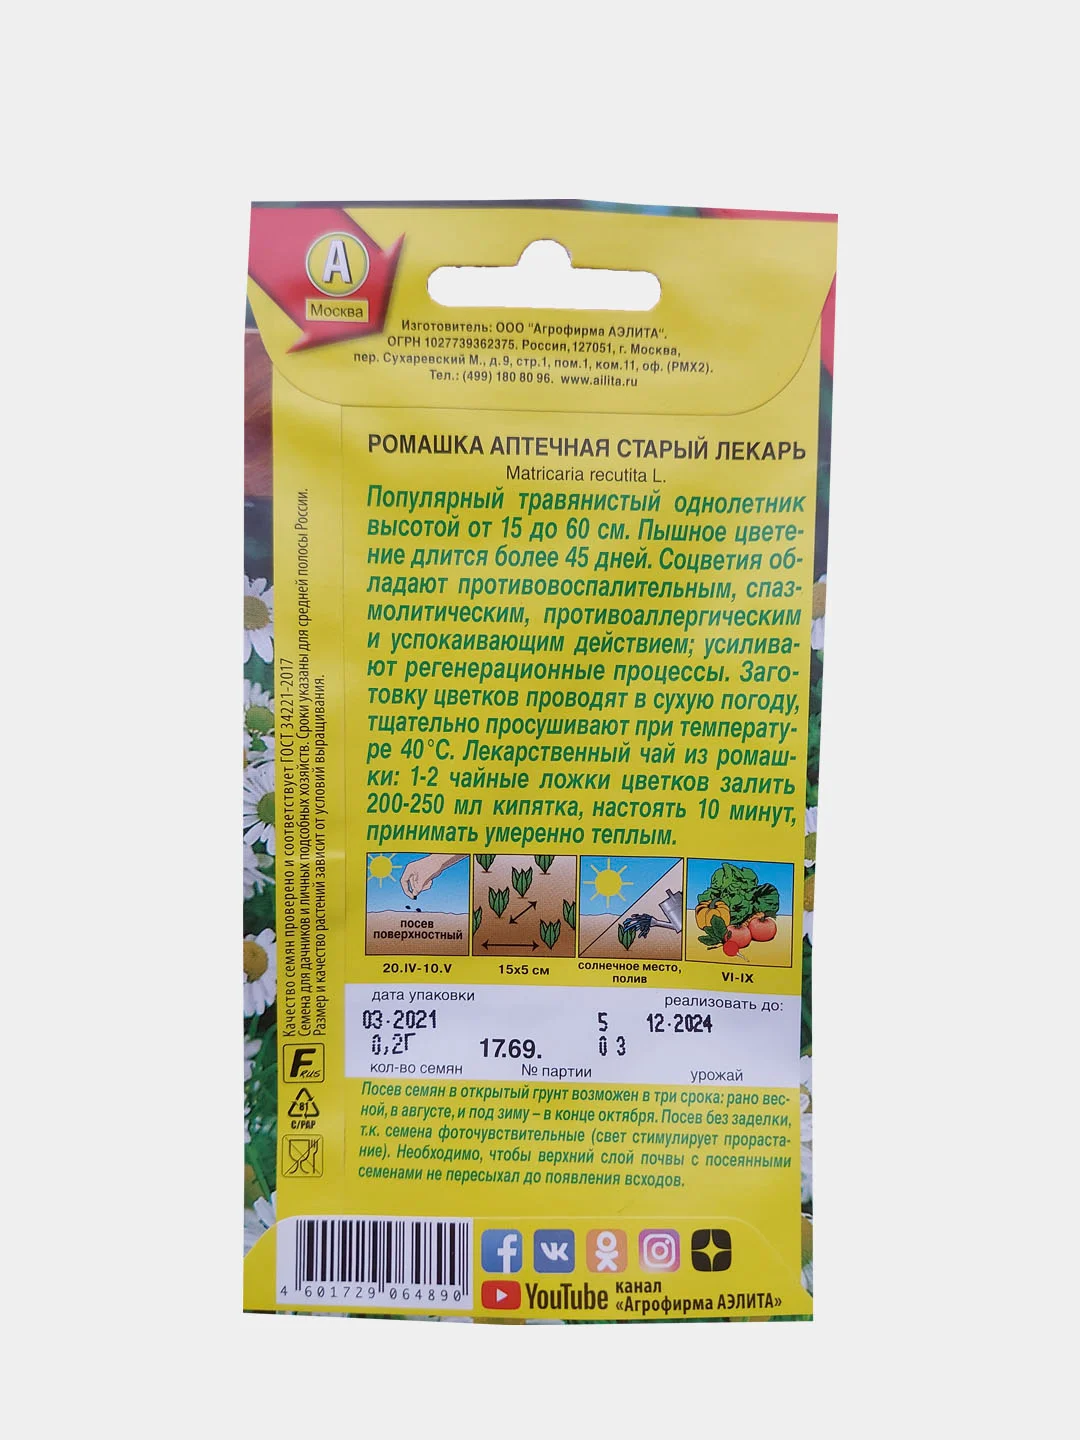 А
Москва
Изготовитель: ООО "Агрофирма АЭЛИТА".
ОГРН 1027739362375. Россия,127051, г. Москва,
пер. Сухаревский М., д.9, стр.1, пом.1, ком.11, оф. (РМХ2).
Тел.: (499) 180 80 96. www.ailita.ru
РОМАШКА АПТЕЧНАЯ СТАРЫЙ ЛЕКАРЬ
Matricaria recutita L.
Популярный травянистый однолетник
высотой от 15 до 60 см. Пышное цвете-
ние длится более 45 дней. Соцветия об-
ладают противовоспалительным, спаз-
молитическим, противоаллергическим
и успокаивающим действием; усилива-
ют регенерационные процессы. Заго-
товку цветков проводят в сухую погоду,
тщательно просушивают при температу-
ре 40°С. Лекарственный чай из ромаш-
ки: 1-2 чайные ложки цветков залить
200-250 мл кипятка, настоять 10 минут,
принимать умеренно теплым.
посев
поверхностный
20.IV-10.V
15x5 см
солнечное место,
полив
VI-IX
дата упаковки
реализовать до:
03·2021
5
12·2024
0,2Г
17.69.
0 3
кол-во семян
№ партии
урожай
Посев семян в открытый грунт возможен в три срока: рано вес-
ной, в августе, и под зиму – в конце октября. Посев без заделки,
т.к. семена фоточувствительные (свет стимулирует прораста-
ние). Необходимо, чтобы верхний слой почвы с посеянными
семенами не пересыхал до появления всходов.
Качество семян проверено и соответствует ГОСТ 34221-2017
Семена для дачников и личных подсобных хозяйств. Сроки указаны для средней полосы России.
Размер и качество растений зависит от условий выращивания.
F RUS
81
C/PAP
4 601729 064890
YouTube
канал
«Агрофирма АЭЛИТА»